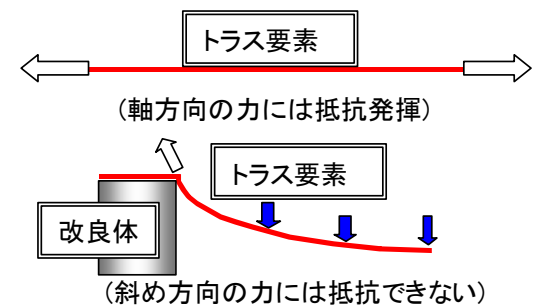 トラス要素
(軸方向の力には抵抗発揮)
トラス要素
改良体
(斜め方向の力には抵抗できない)